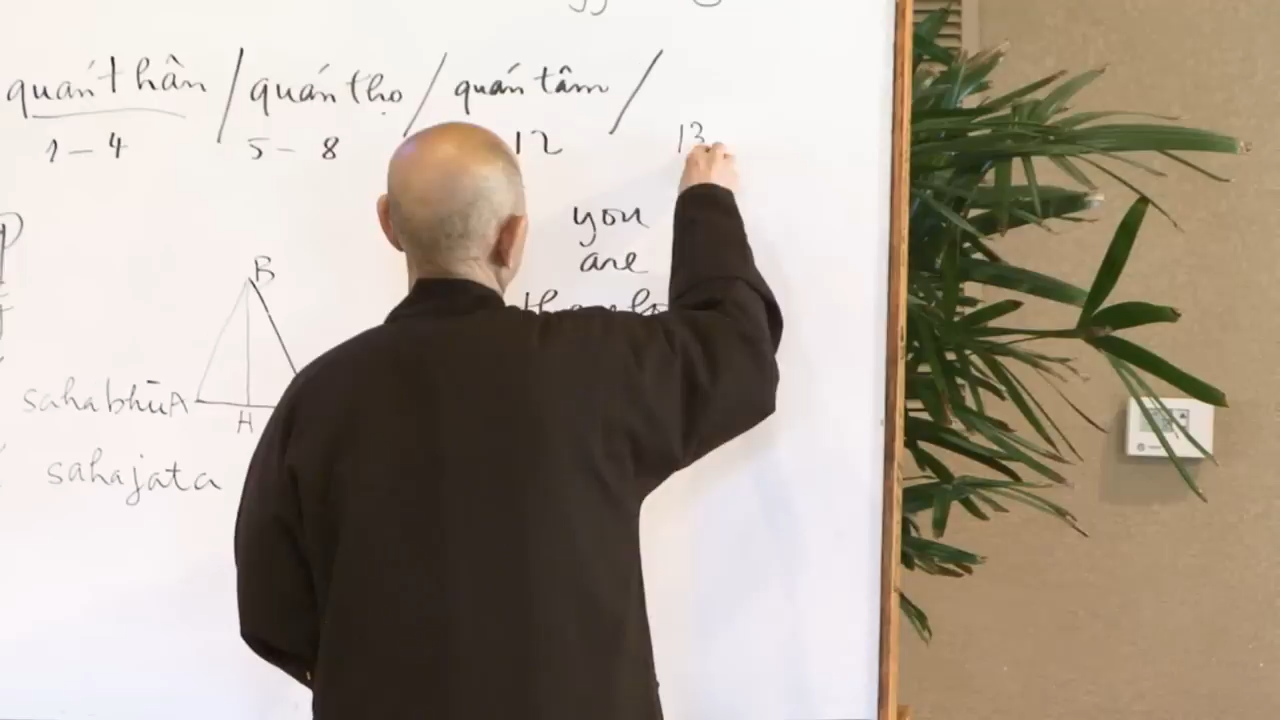 quán thân / quán thọ / quán tâm /
1-4 5-8 12 13
you
are
B
sahabhūA
H
sahajata